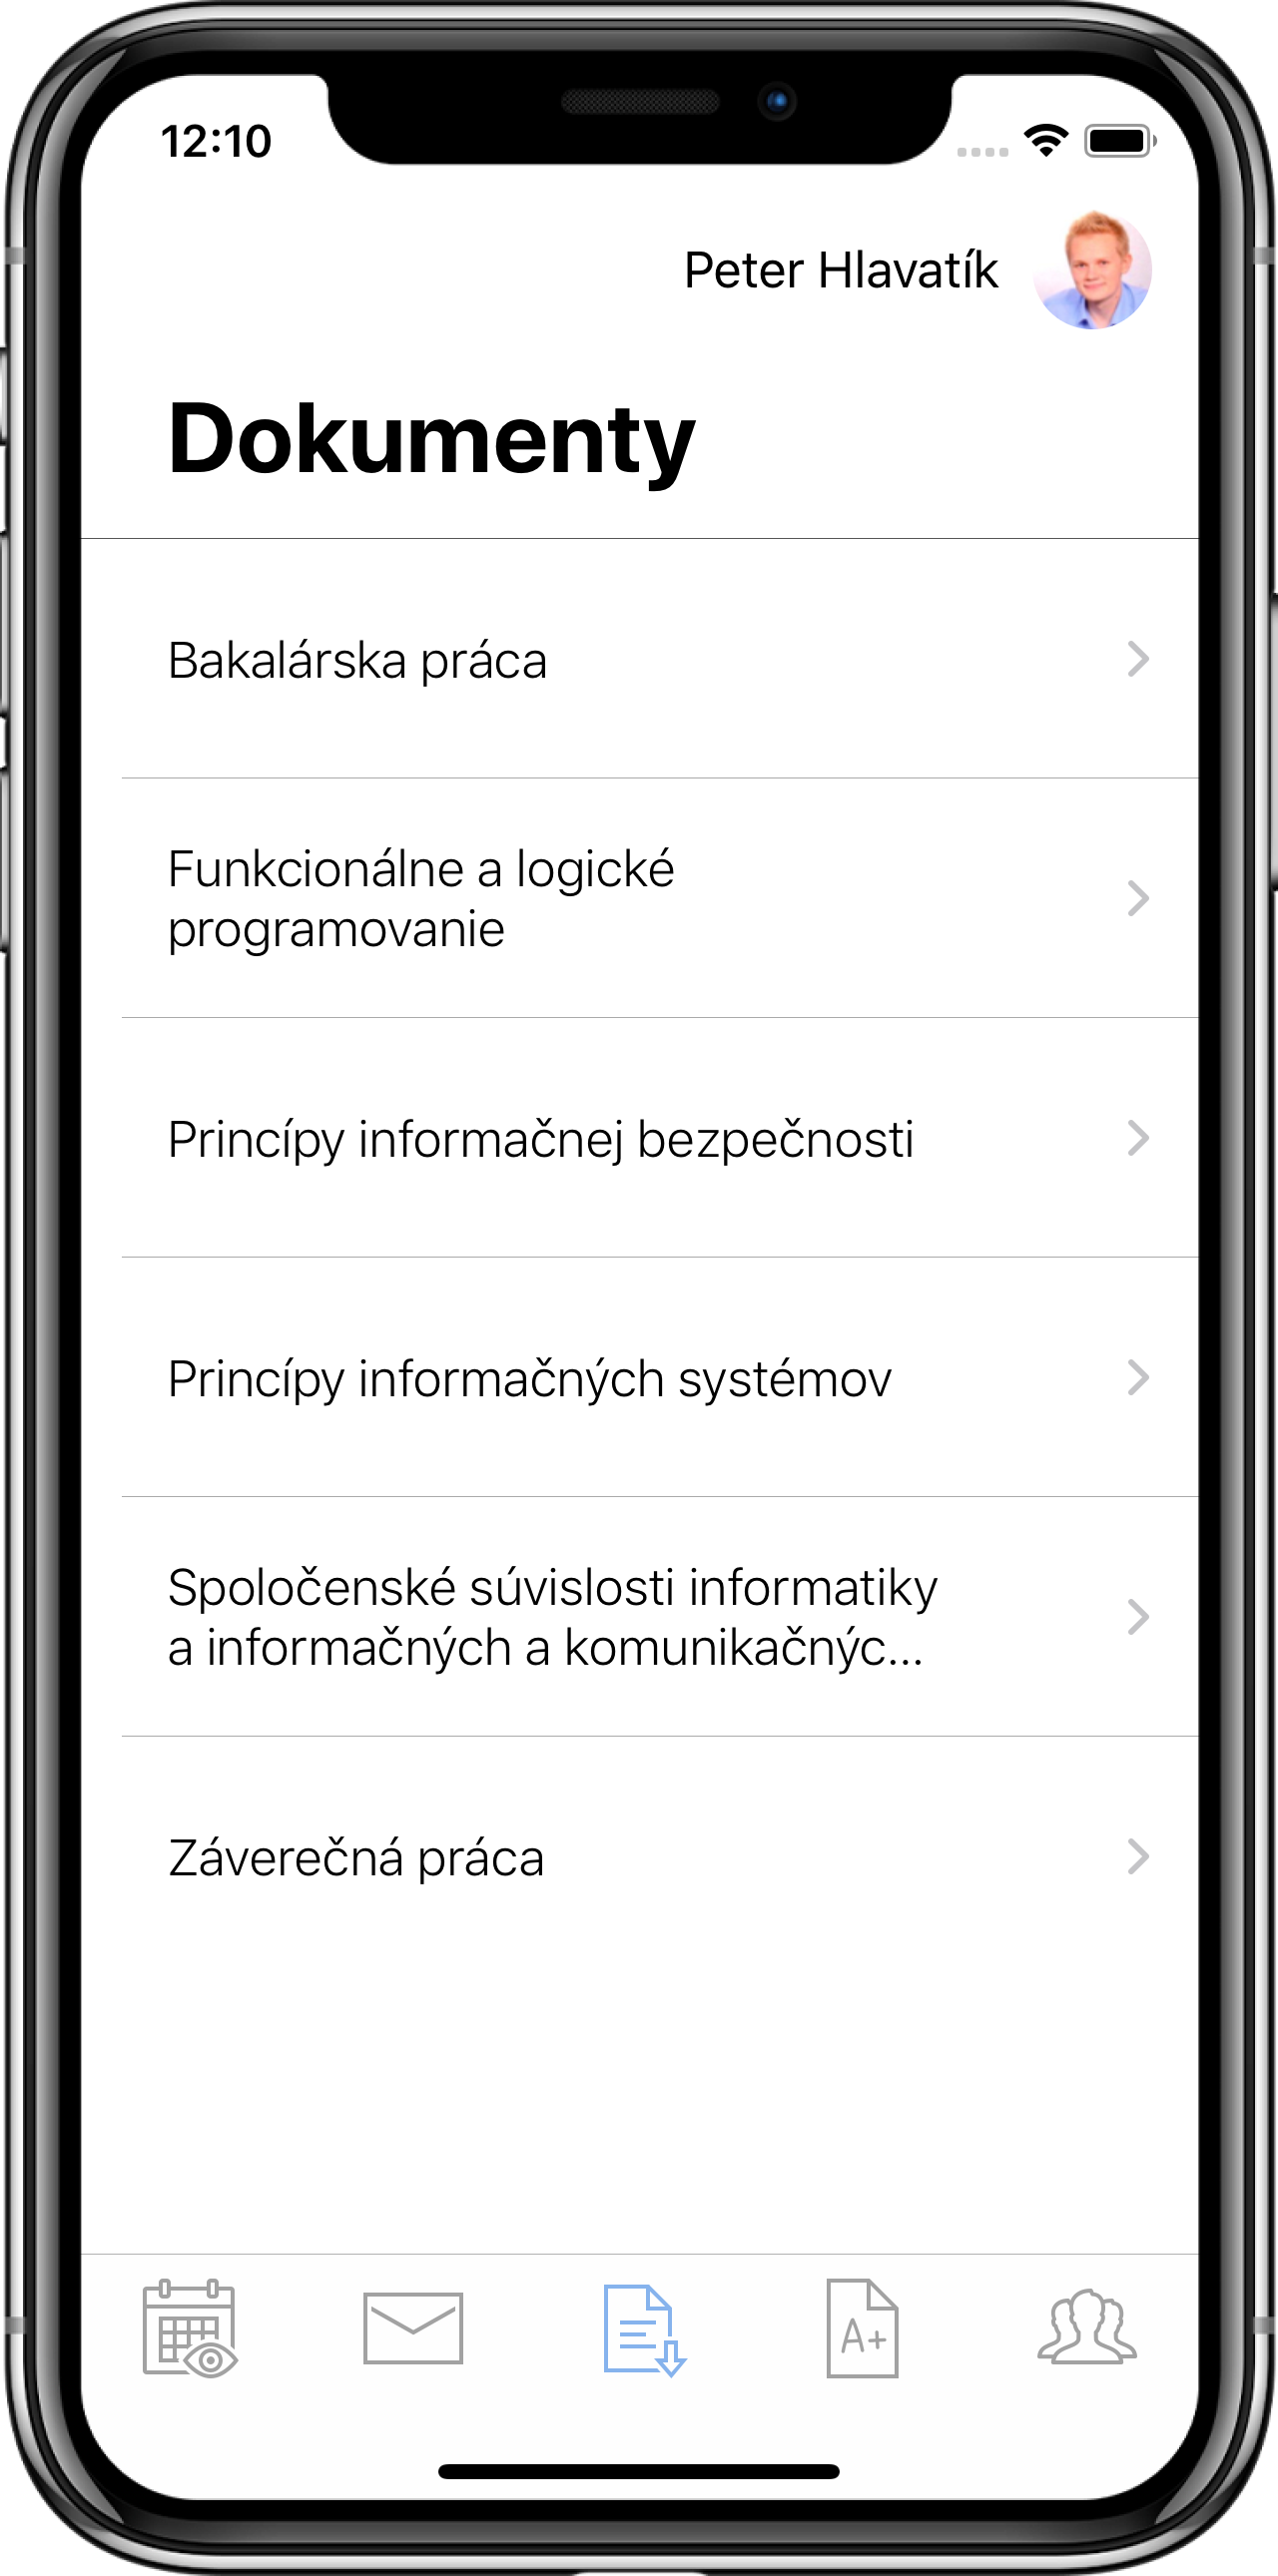 12:10
Peter Hlavatík
Dokumenty
Bakalárska práca
Funkcionálne a logické
programovanie
Princípy informačnej bezpečnosti
Princípy informačných systémov
Spoločenské súvislosti informatiky
a informačných a komunikačnýc...
Záverečná práca
A+